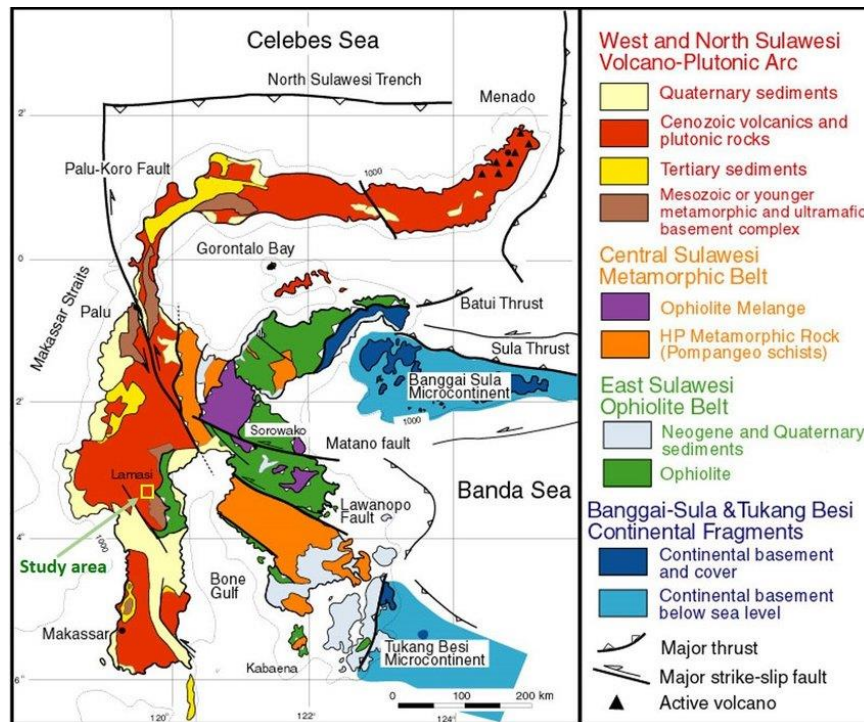 Celebes Sea
North Sulawesi Trench
Menado
2°
Palu-Koro Fault
1000
Gorontalo Bay
0
Makassar Straits
Palu
Batui Thrust
Sula Thrust
Banggai Sula
Microcontinent
2
1000
Sorowako
Matano fault
Lamasi
Banda Sea
Lawanopo
Fault
4
1000
Study area
Bone
Gulf
Makassar
Tukang Besi
Microcontinent
Kabaena
6°
0 100 200 km
120°
122
124°
West and North Sulawesi
Volcano-Plutonic Arc
Quaternary sediments
Cenozoic volcanics and
plutonic rocks
Tertiary sediments
Mesozoic or younger
metamorphic and ultramafic
basement complex
Central Sulawesi
Metamorphic Belt
Ophiolite Melange
HP Metamorphic Rock
(Pompangeo schists)
East Sulawesi
Ophiolite Belt
Neogene and Quaternary
sediments
Ophiolite
Banggai-Sula &Tukang Besi
Continental Fragments
Continental basement
and cover
Continental basement
below sea level
Major thrust
Major strike-slip fault
Active volcano